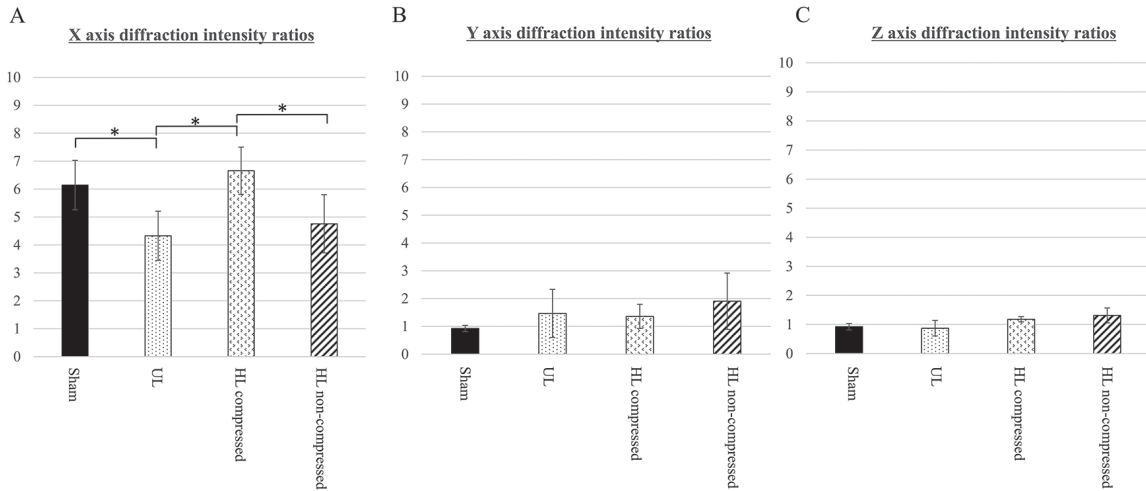 A
X axis diffraction intensity ratios
10
9
8
7
6
5
4
3
2
1
0
*
*
*
Sham
UL
HL compressed
HL non-compressed
B
Y axis diffraction intensity ratios
10
9
8
7
6
5
4
3
2
1
0
Sham
UL
HL compressed
HL non-compressed
C
Z axis diffraction intensity ratios
10
9
8
7
6
5
4
3
2
1
0
Sham
UL
HL compressed
HL non-compressed